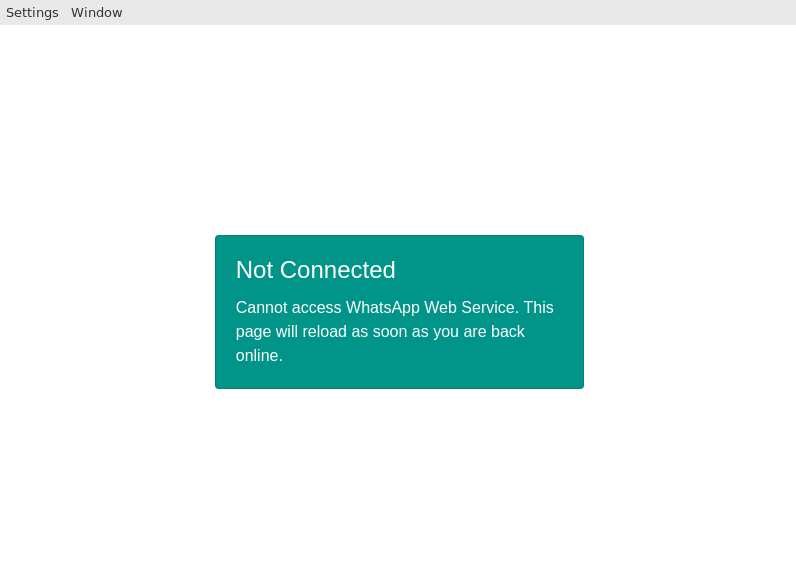 Settings Window
Not Connected
Cannot access WhatsApp Web Service. This
page will reload as soon as you are back
online.